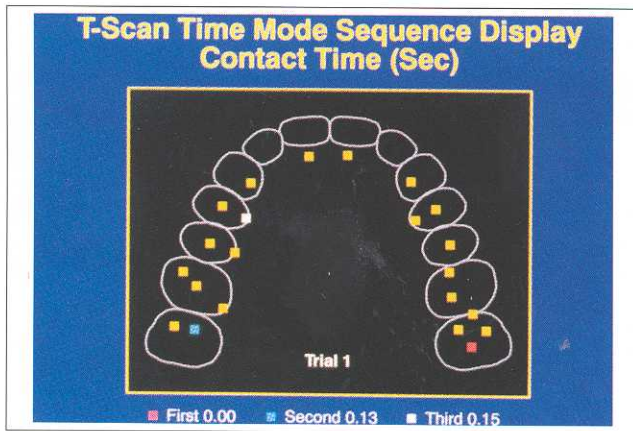 T-Scan Time Mode Sequence Display
Contact Time (Sec)
Trial 1
First 0.00 Second 0.13 Third 0.15